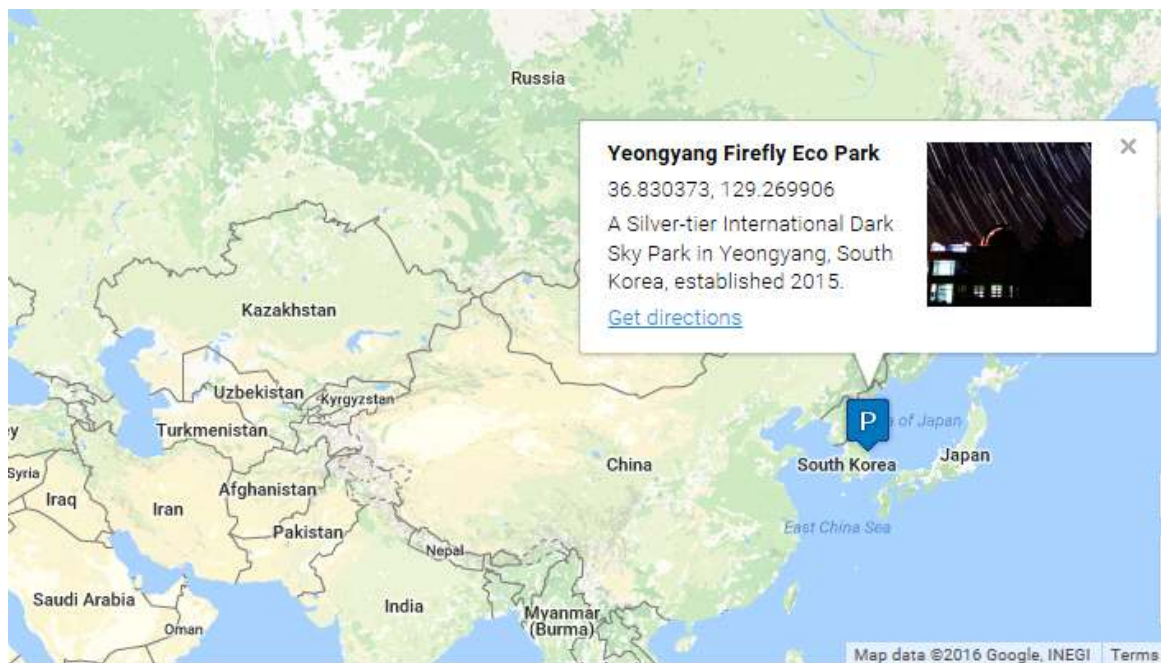 Russia
Yeongyang Firefly Eco Park
36.830373, 129.269906
A Silver-tier International Dark
Sky Park in Yeongyang, South
Korea, established 2015.
Get directions
Kazakhstan
Uzbekistan
Kyrgyzstan
Turkmenistan
P
of Japan
Japan
South Korea
China
Syria
Iraq
Afghanistan
Iran
Pakistan
East China Sea
Nepal
Saudi Arabia
India
Myanmar
(Burma)
Oman
Map data ©2016 Google, INEGI
Terms